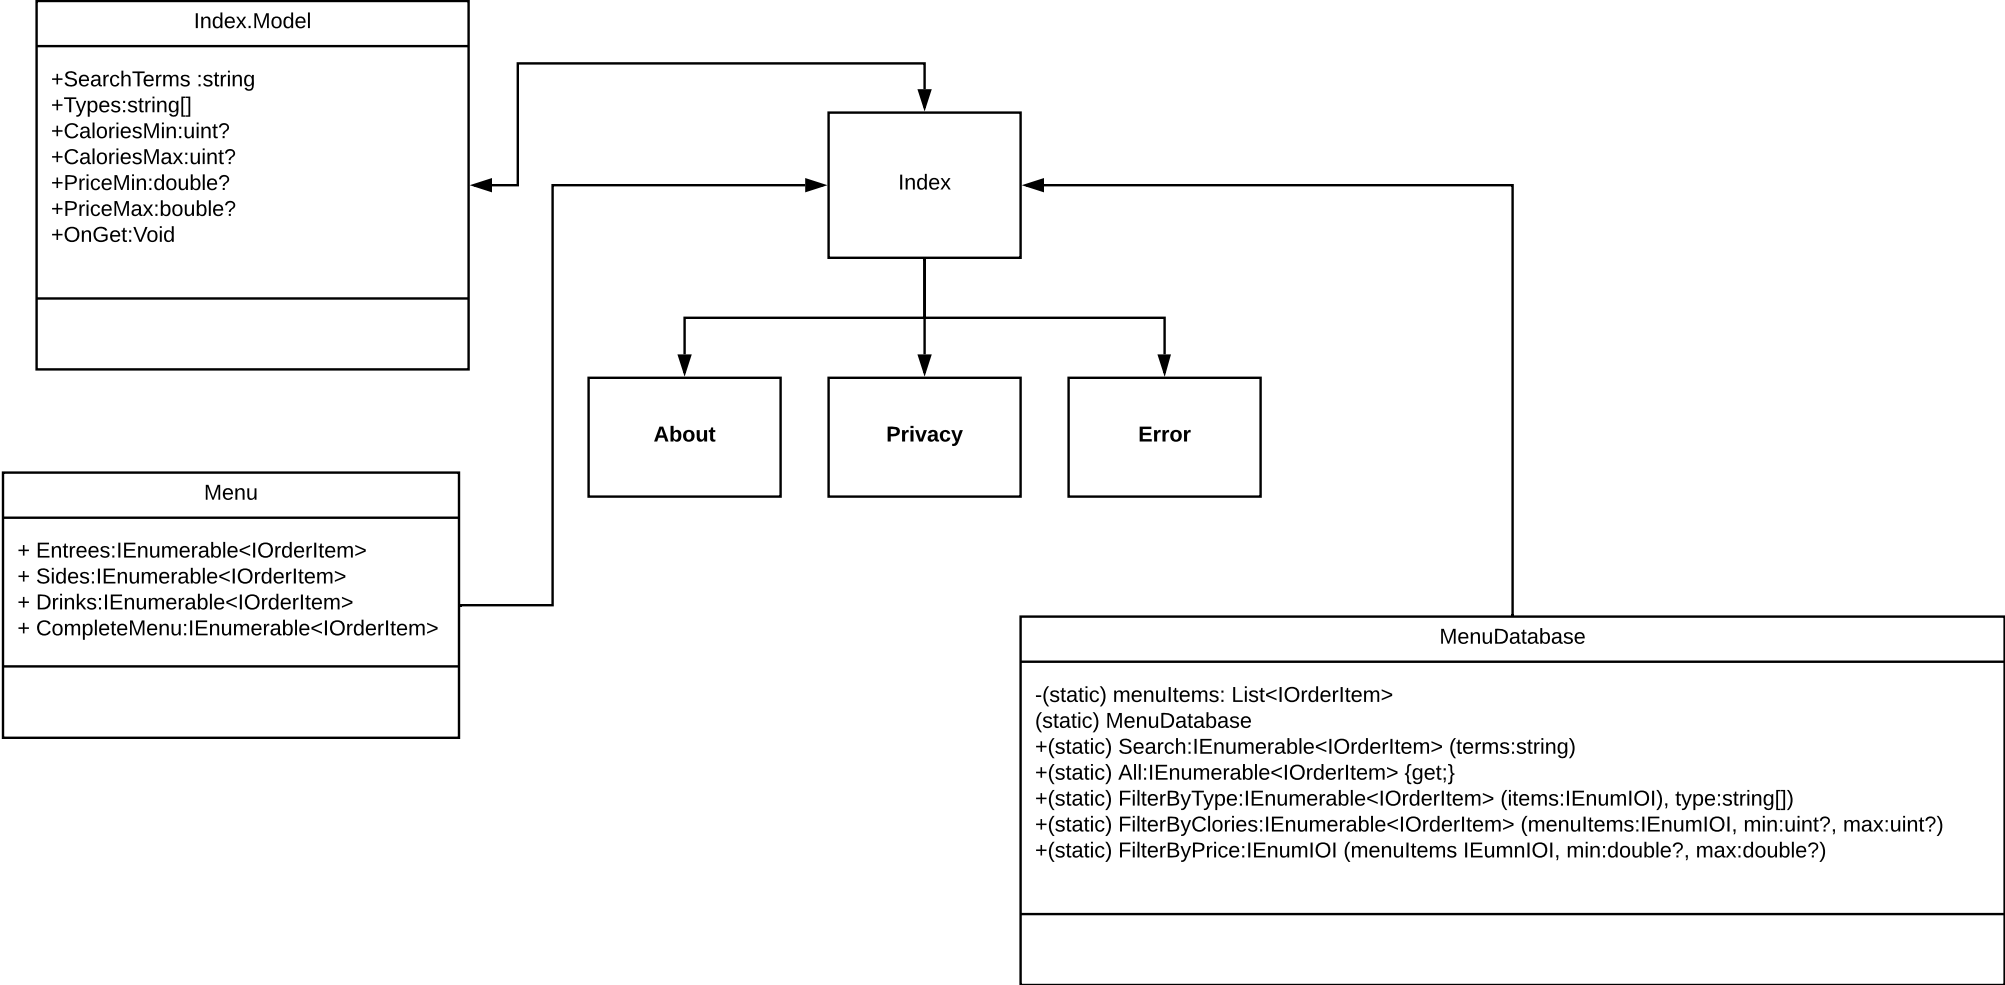 Index.Model
+SearchTerms :string
+Types:string[]
+CaloriesMin:uint?
+CaloriesMax:uint?
+PriceMin:double?
+PriceMax:bouble?
+OnGet:Void
Index
About
Privacy
Error
Menu
+ Entrees:IEnumerable<IOrderItem>
+ Sides:IEnumerable<IOrderItem>
+ Drinks:IEnumerable<IOrderItem>
+ CompleteMenu:IEnumerable<IOrderItem>
MenuDatabase
-(static) menuItems: List<IOrderItem>
(static) MenuDatabase
+(static) Search:IEnumerable<IOrderItem> (terms:string)
+(static) All:IEnumerable<IOrderItem> {get;}
+(static) FilterByType:IEnumerable<IOrderItem> (items:IEnumIOI), type:string[])
+(static) FilterByClories:IEnumerable<IOrderItem> (menuItems:IEnumIOI, min:uint?, max:uint?)
+(static) FilterByPrice:IEnumIOI (menuItems IEumnIOI, min:double?, max:double?)